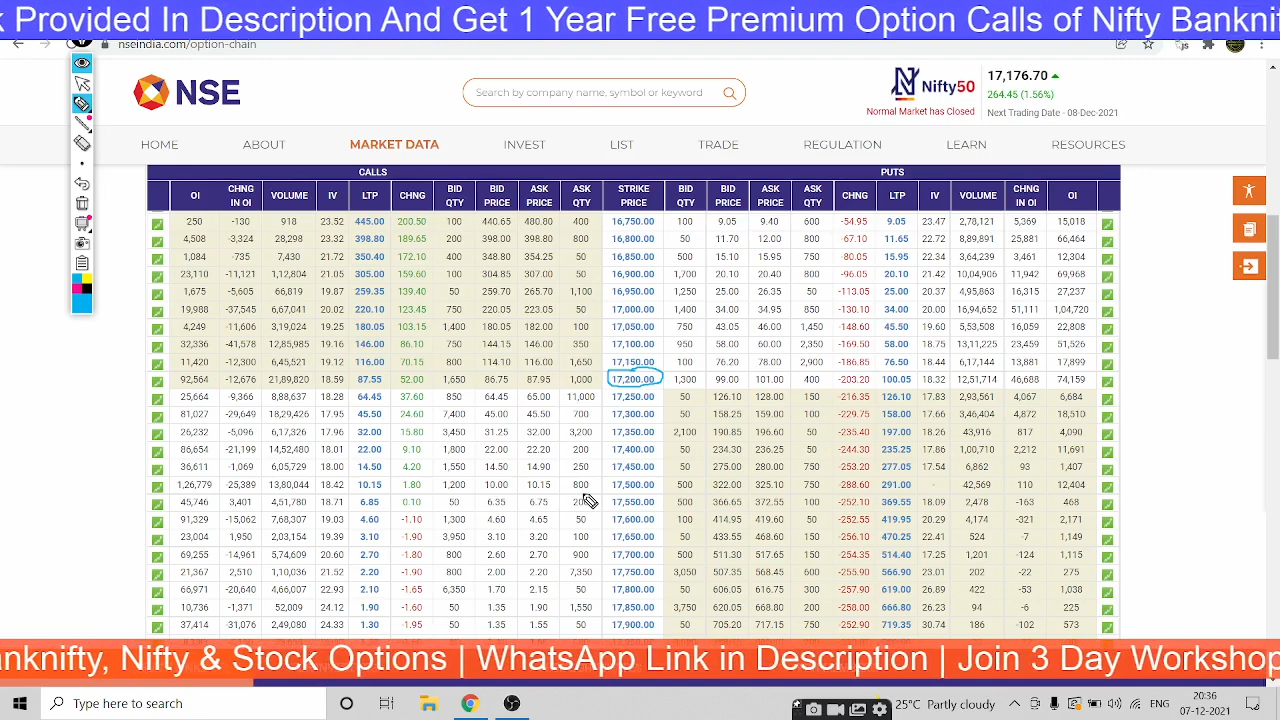 k Provided In Description And Get 1 Year Free Premium Option Calls of Nifty Bankni
nseindia.com/option-chain
NSE
Search by company name, symbol or keyword
Nifty50
Normal Market has Closed
17,176.70
264.45 (1.56%)
Next Trading Date - 08-Dec-2021
HOME ABOUT MARKET DATA INVEST LIST TRADE REGULATION LEARN RESOURCES
CALLS PUTS
OI CHNG IN OI VOLUME IV LTP CHNG BID QTY BID PRICE ASK PRICE ASK QTY STRIKE PRICE BID QTY BID PRICE ASK PRICE ASK QTY CHNG LTP IV VOLUME CHNG IN OI OI
250 -130 918 23.52 445.00 200.50 100 440.65 480.80 400 16,750.00 100 9.05 9.40 600 -54.95 9.05 23.47 2,78,121 5,369 15,018
4,508 -3,324 28,298 23.32 398.80 189.65 200 398.00 398.80 800 16,800.00 50 11.70 12.00 800 -67.10 11.65 22.72 8,89,891 25,881 66,464
1,084 -735 7,430 21.72 350.40 172.10 400 348.80 354.25 50 16,850.00 500 15.10 15.95 750 -80.05 15.95 22.34 3,64,239 3,461 12,304
23,110 -11,121 1,12,804 21.05 305.00 159.60 100 304.80 307.00 50 16,900.00 1,700 20.10 20.40 800 -96.05 20.10 21.42 10,04,906 11,942 69,968
1,675 -5,605 66,819 19.87 259.35 139.40 50 259.75 265.70 1,100 16,950.00 1,250 25.00 26.35 50 -113.05 25.00 20.37 4,95,863 16,315 27,237
19,988 -37,545 6,67,041 20.02 220.10 123.45 750 220.05 223.05 50 17,000.00 1,400 34.00 34.95 850 -130.10 34.00 20.00 16,94,652 51,111 1,04,720
4,249 -11,606 3,19,024 19.25 180.05 103.15 1,400 180.05 182.00 100 17,050.00 750 43.05 46.00 1,450 -148.60 45.50 19.60 5,53,508 16,059 22,808
32,336 -41,578 12,85,985 19.16 146.00 86.10 750 144.15 146.00 350 17,100.00 950 58.00 60.00 2,350 -169.50 58.00 18.75 13,11,225 23,459 51,526
11,420 -12,300 6,45,521 19.12 116.00 70.15 800 114.10 116.00 1,650 17,150.00 100 76.20 78.00 2,900 -186.85 76.50 18.44 6,17,144 13,881 17,899
92,564 -12,676 21,89,820 18.59 87.55 52.00 1,650 86.75 87.95 1,000 17,200.00 1,300 99.00 101.00 400 -203.20 100.05 18.32 12,51,714 46,688 74,159
25,664 -9,366 8,88,637 18.28 64.45 37.60 850 64.45 65.00 11,000 17,250.00 50 126.10 128.00 150 -216.35 126.10 17.83 2,93,561 4,067 6,684
81,027 -29,649 18,29,426 17.95 45.50 24.60 7,400 45.00 45.50 700 17,300.00 50 158.25 159.00 100 -229.75 158.00 17.66 3,46,404 4,872 18,510
26,232 -5,096 6,17,326 17.96 32.00 15.80 3,450 31.25 32.00 3,200 17,350.00 2,100 190.85 196.60 50 -235.40 197.00 18.26 43,916 817 4,090
-21,199 14,52,480 18.01 22.00 9.10 1,800 22.00 22.20 200 17,400.00 50 234.30 236.25 50 -244.30 235.25 17.86 1,00,710 2,212 11,691
36,611 -1,069 6,05,729 18.00 14.50 4.20 1,550 14.50 14.90 250 17,450.00 50 275.00 280.00 750 -253.20 277.05 17.54 6,862 93 1,407
1,26,779 -25,389 13,80,044 18.42 10.15 1.80 1,200 10.00 10.15 800 17,500.00 500 322.00 325.10 750 -288.60 291.00 - 42,569 110 12,404
45,746 3,401 4,51,780 18.71 6.85 0.10 50 6.35 6.75 17,550.00 500 366.65 372.55 100 -252.10 369.55 18.09 2,478 -163 468
91,329 -15,062 7,68,307 19.03 4.60 -1.10 1,300 4.60 4.65 50 17,600.00 100 414.95 419.60 50 -252.55 419.95 20.29 4,174 -321 2,171
23,004 1,950 2,03,154 19.39 3.10 -1.90 3,950 3.10 3.20 100 17,650.00 50 433.55 468.60 150 -256.10 470.25 22.41 524 -7 1,149
69,255 -14,961 5,74,609 20.60 2.70 -1.80 800 2.60 2.70 900 17,700.00 500 511.30 517.65 150 -254.35 514.40 17.25 1,201 -124 1,115
21,367 2,510 1,10,036 21.52 2.20 -1.90 800 2.00 2.20 7,350 17,750.00 3,050 507.35 568.45 100 -255.90 566.90 23.01 202 -22 275
66,971 -20,640 4,66,007 22.93 2.10 -1.65 6,350 2.10 2.15 50 17,800.00 50 606.05 616.75 300 -257.90 619.00 26.89 422 -53 1,038
10,736 -1,371 52,009 24.12 1.90 -1.60 50 1.35 1.90 1,550 17,850.00 3,750 620.05 668.80 200 -258.00 666.80 26.23 94 -6 225
37,414 -31,076 2,49,080 24.33 1.30 -1.95 50 1.35 1.55 50 17,900.00 50 705.20 717.15 750 -252.90 719.35 30.74 186 -102 573
anknifty, Nifty & Stock Options | WhatsApp Link in Description | Join 3 Day Workshop
Type here to search
25°C Partly cloudy
20:36
07-12-2021